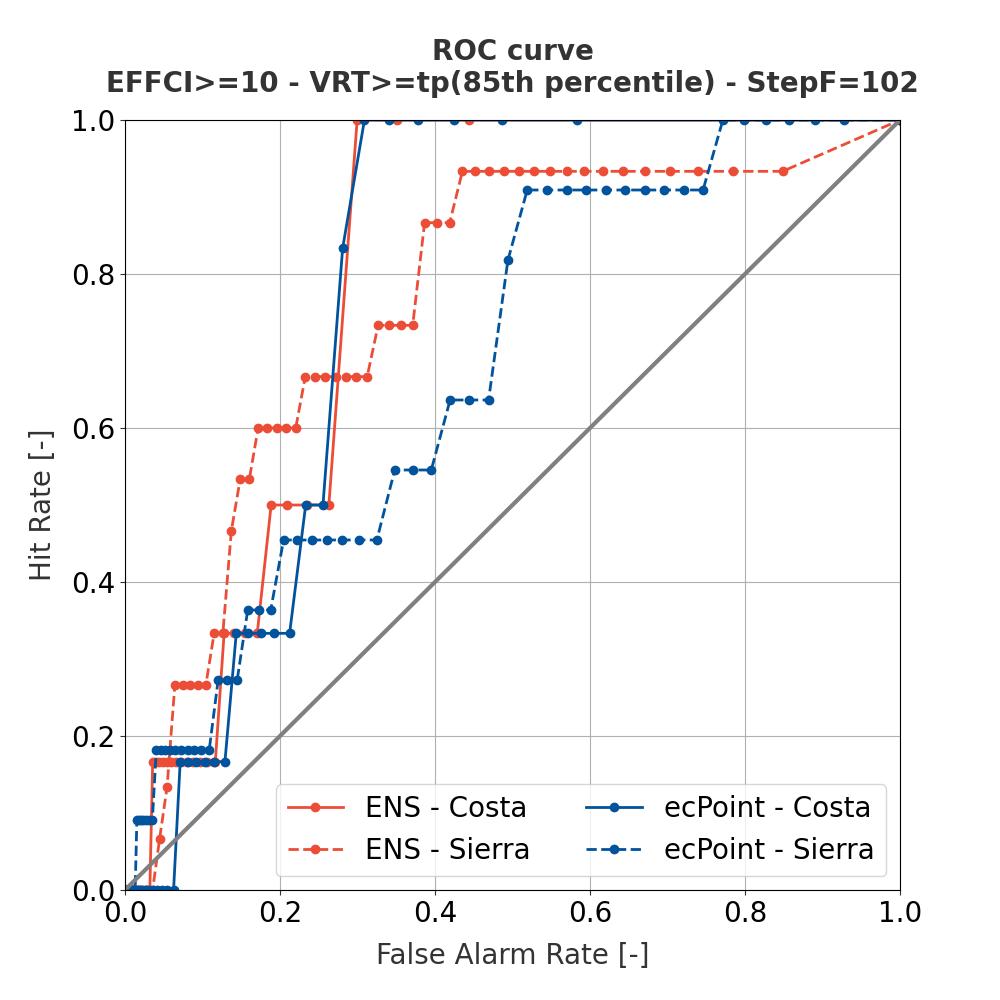 ROC curve
EFFCI>=10 - VRT>=tp(85th percentile) - StepF=102
1.0
0.8
0.6
0.4
0.2
0.0
Hit Rate [-]
ENS - Costa
ENS - Sierra
ecPoint - Costa
ecPoint - Sierra
0.0 0.2 0.4 0.6 0.8 1.0
False Alarm Rate [-]